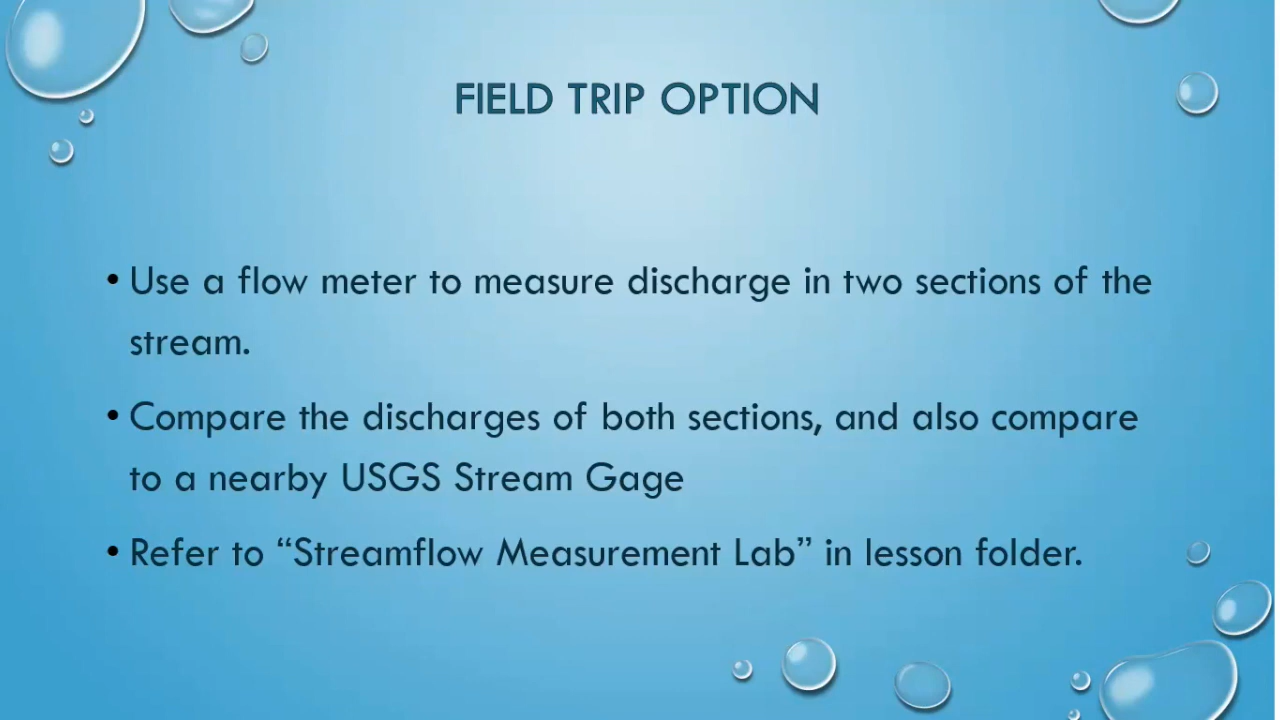 FIELD TRIP OPTION
• Use a flow meter to measure discharge in two sections of the
stream.
• Compare the discharges of both sections, and also compare
to a nearby USGS Stream Gage
• Refer to “Streamflow Measurement Lab” in lesson folder.